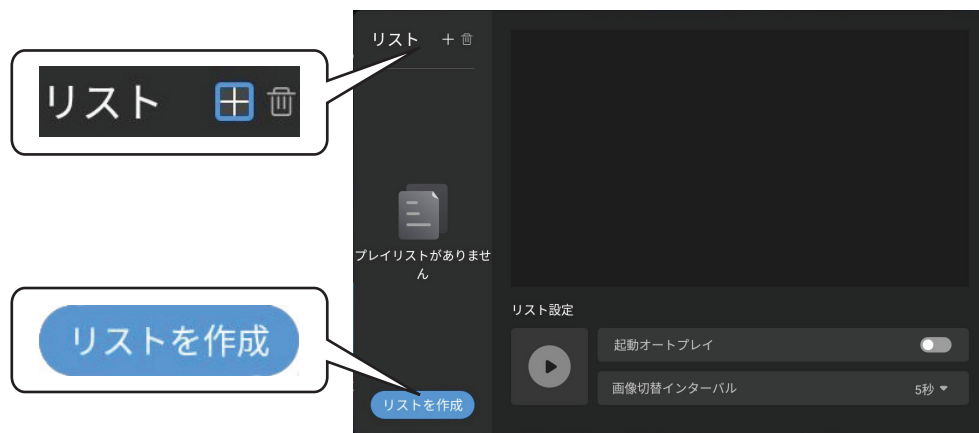 リスト
リスト
プレイリストがありませ
ん
リスト設定
起動オートプレイ
画像切替インターバル 5秒
リストを作成
リストを作成